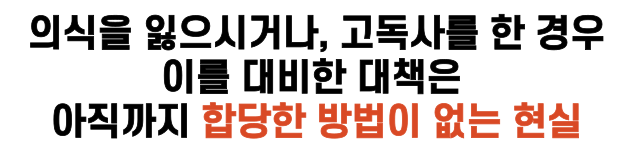 의식을 잃으시거나, 고독사를 한 경우
이를 대비한 대책은
아직까지 합당한 방법이 없는 현실